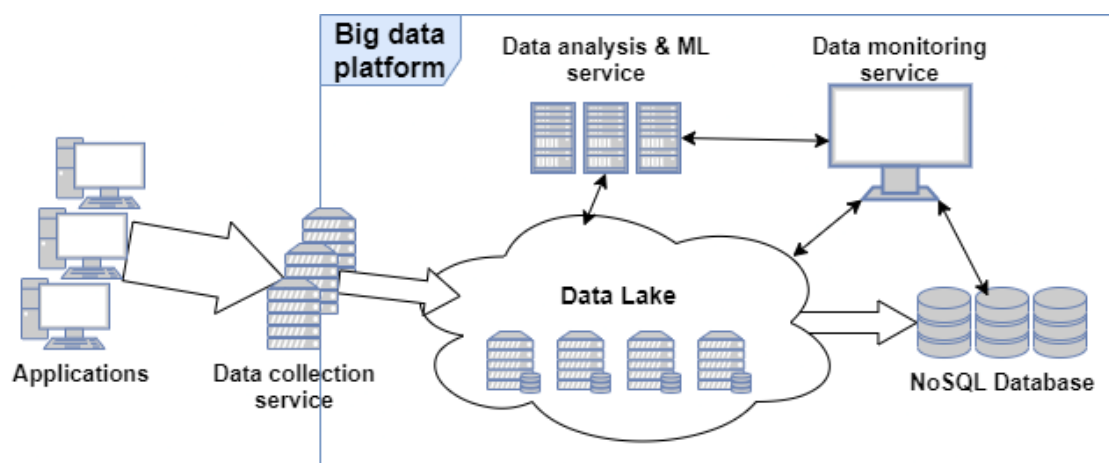 Big data
platform
Data analysis & ML
service
Data monitoring
service
Data Lake
Applications
Data collection
service
NoSQL Database